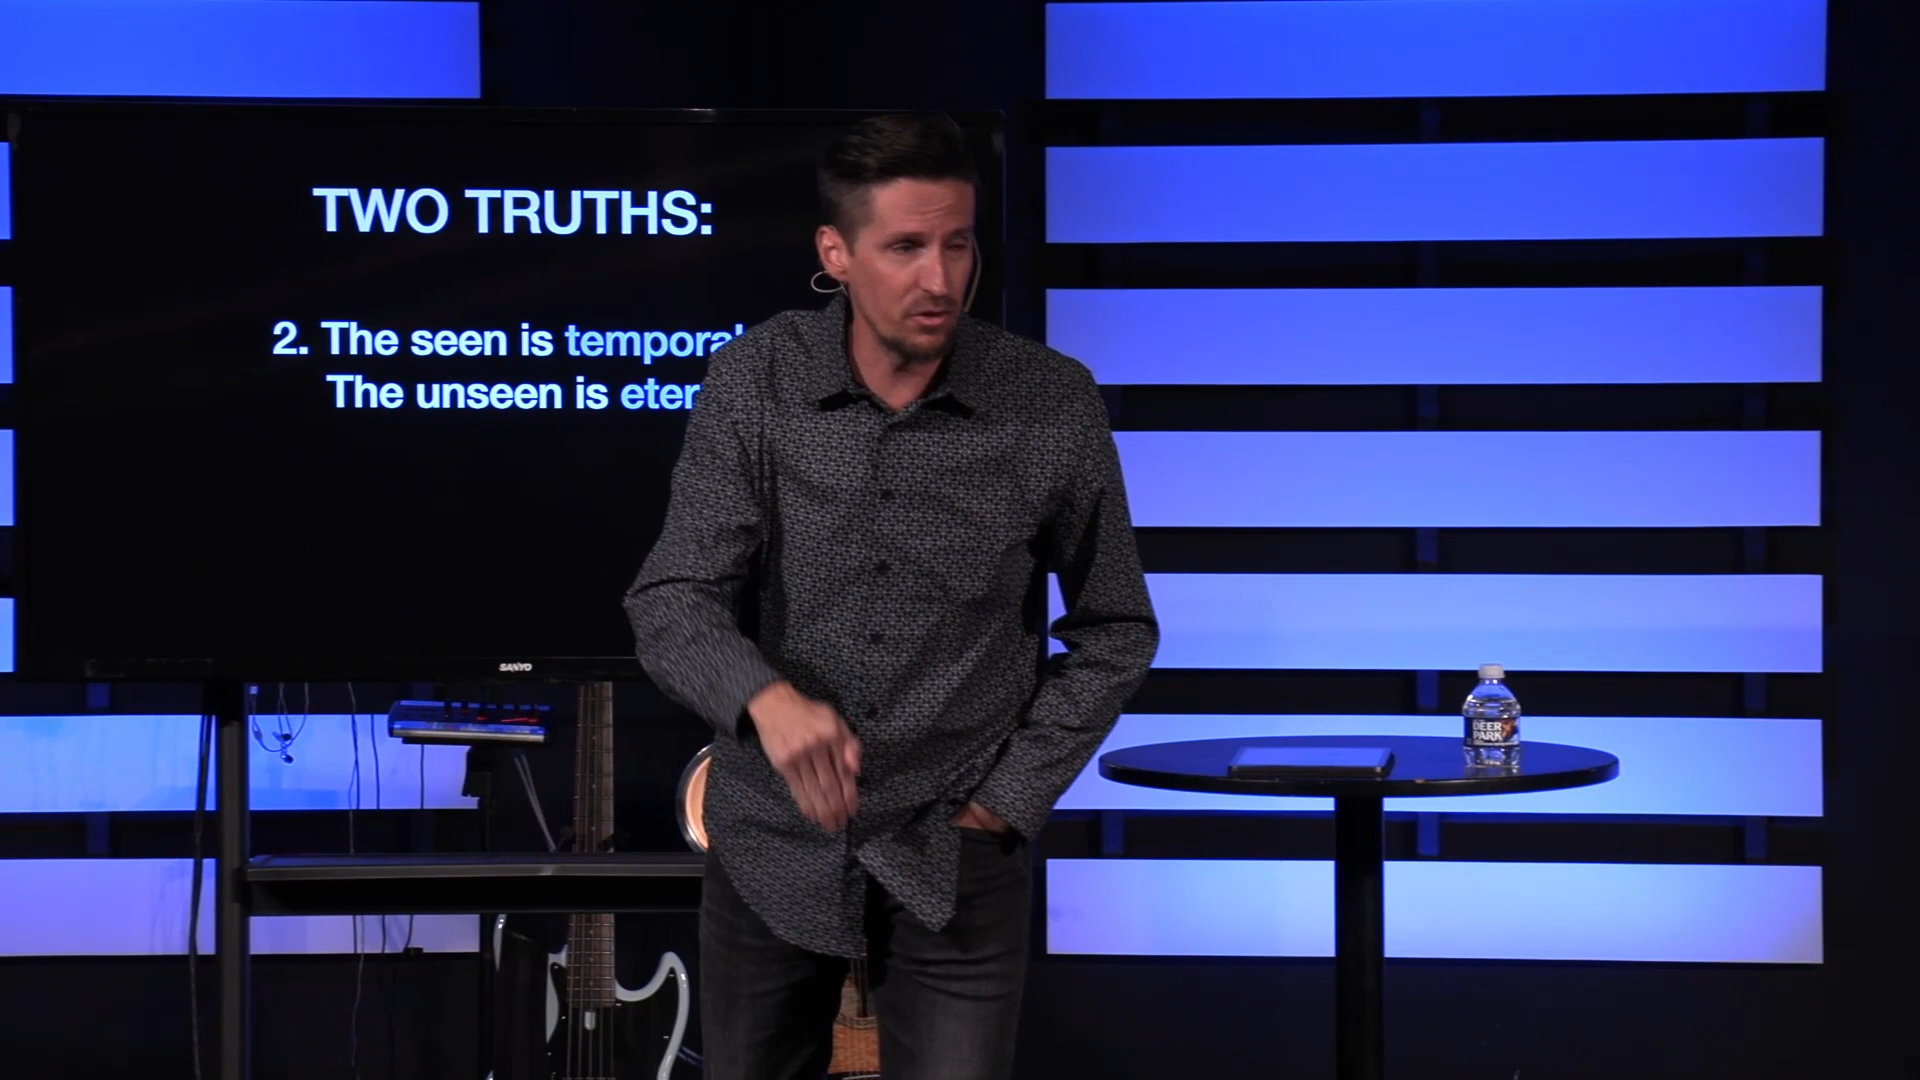 TWO TRUTHS:
2. The seen is tempora
The unseen is eter
SANYO
DEER
PARK